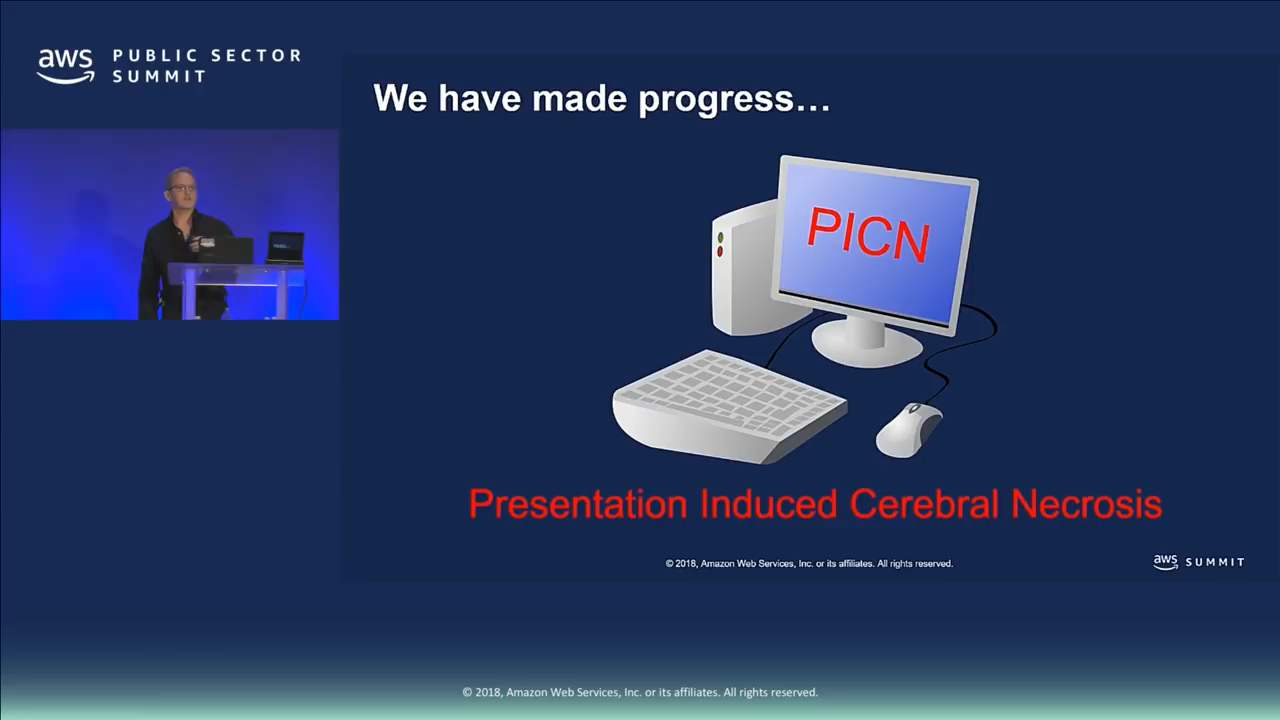 aws PUBLIC SECTOR
SUMMIT
We have made progress…
PICN
Presentation Induced Cerebral Necrosis
© 2018, Amazon Web Services, Inc. or its affiliates. All rights reserved.
aws SUMMIT
© 2018, Amazon Web Services, Inc. or its affiliates. All rights reserved.